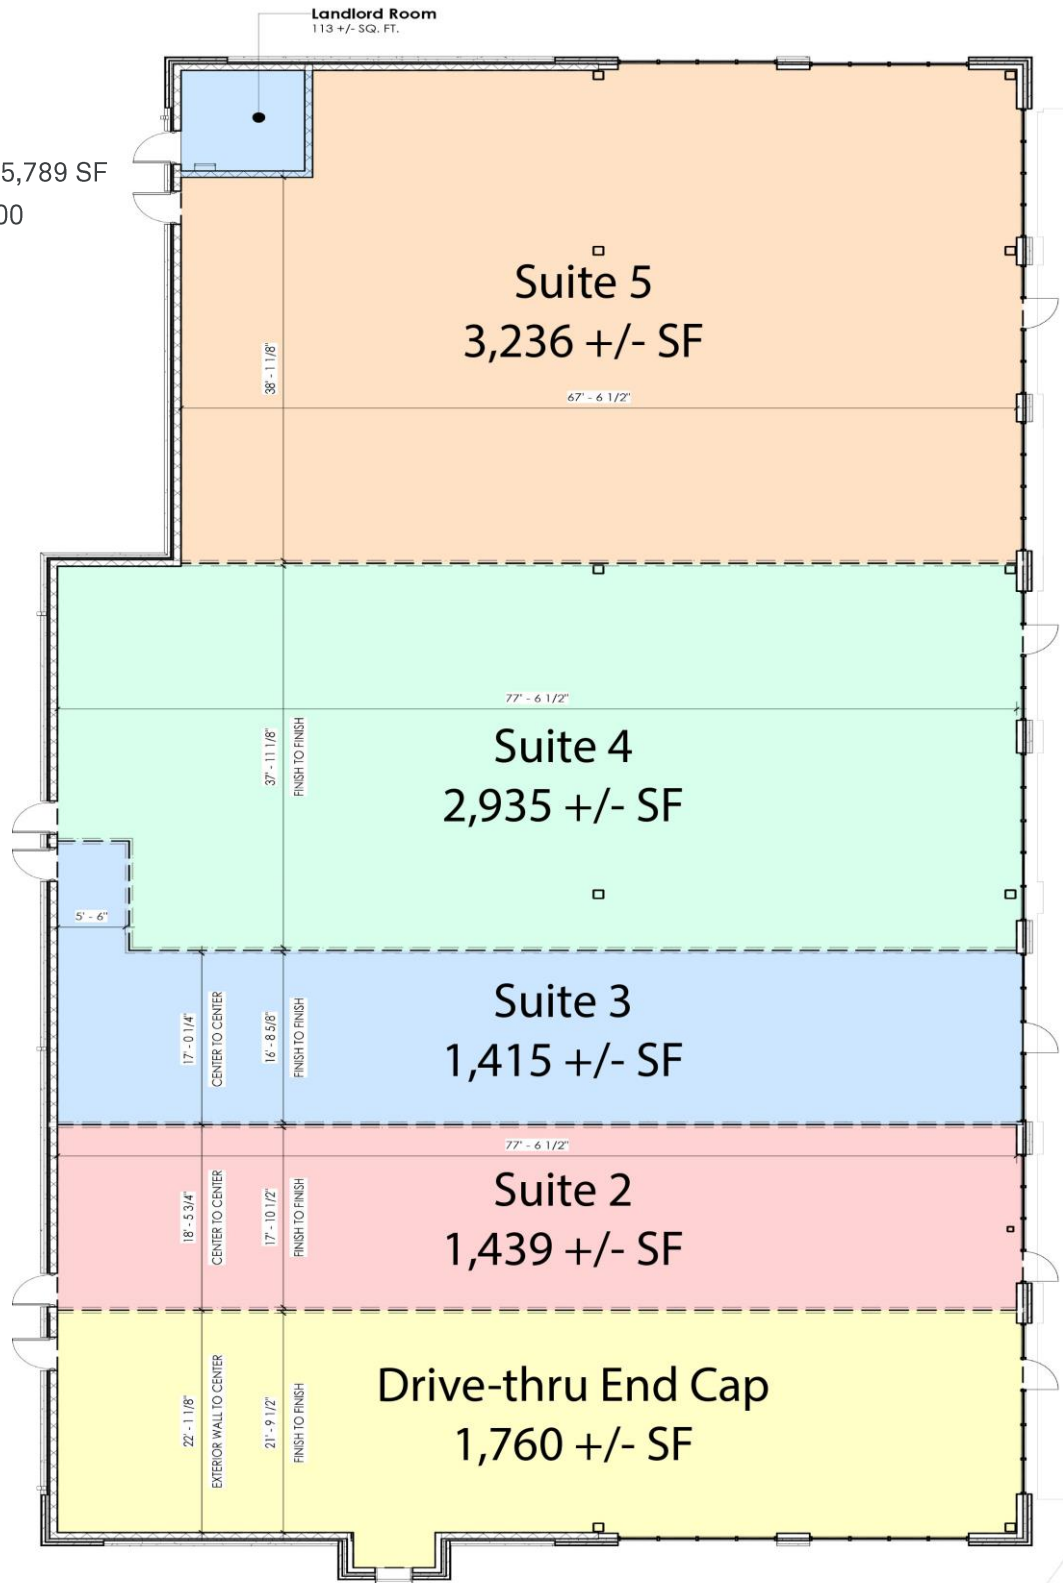 Landlord Room
113 +/- SQ. FT.
5,789 SF
00
Suite 5
3,236 +/- SF
38' - 1 1/8"
67' - 6 1/2"
77' - 6 1/2"
Suite 4
2,935 +/- SF
37' - 11 1/8"
FINISH TO FINISH
5' - 6"
Suite 3
1,415 +/- SF
17' - 0 1/4"
CENTER TO CENTER
16' - 8 5/8"
FINISH TO FINISH
77' - 6 1/2"
Suite 2
1,439 +/- SF
18' - 5 3/4"
CENTER TO CENTER
17' - 10 1/2"
FINISH TO FINISH
Drive-thru End Cap
1,760 +/- SF
22' - 1 1/8"
EXTERIOR WALL TO CENTER
21' - 9 1/2"
FINISH TO FINISH